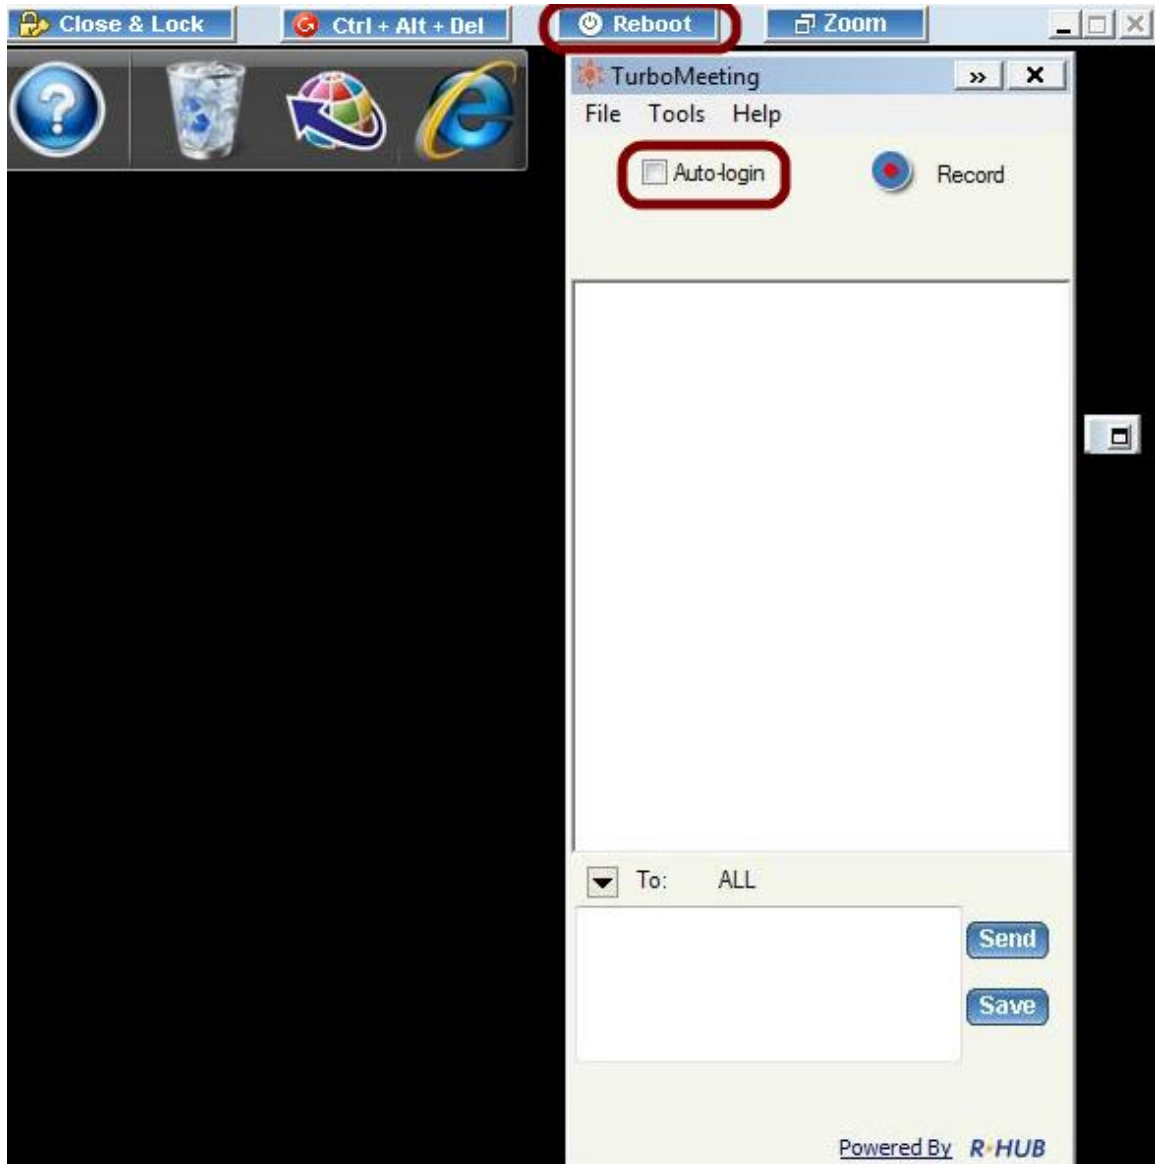 Close & Lock
Ctrl + Alt + Del
Reboot
Zoom
TurboMeeting
File Tools Help
Auto-login
Record
To: ALL
Send
Save
Powered By R·HUB